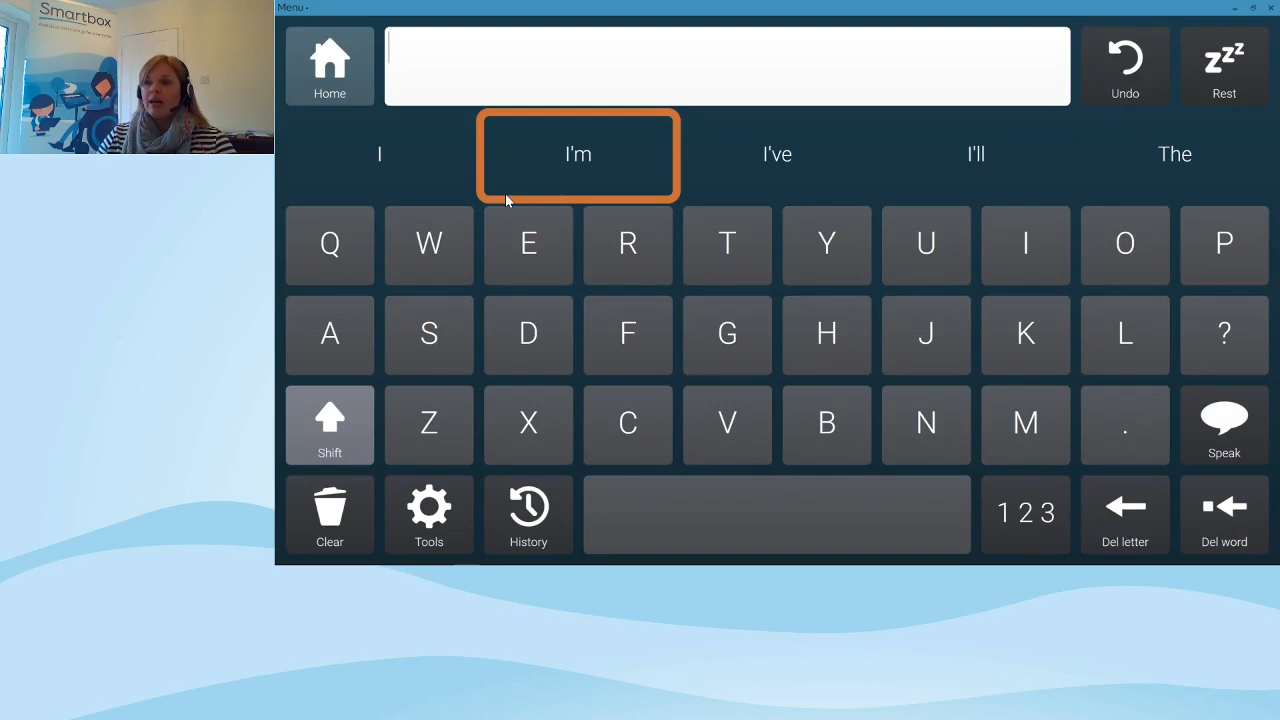 Smartbox
Menu
Home
Undo
zzz
Rest
I I'm I've I'll The
Q W E R T Y U I O P
A S D F G H J K L ?
Shift Z X C V B N M . Speak
Clear Tools History 1 2 3 Del letter Del word